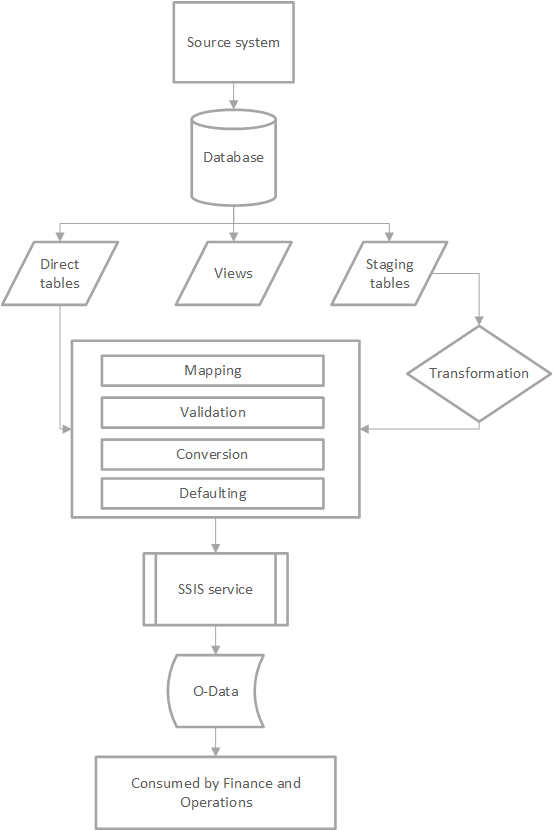 Source system
Database
Direct
tables
Views
Staging
tables
Transformation
Mapping
Validation
Conversion
Defaulting
SSIS service
O-Data
Consumed by Finance and
Operations